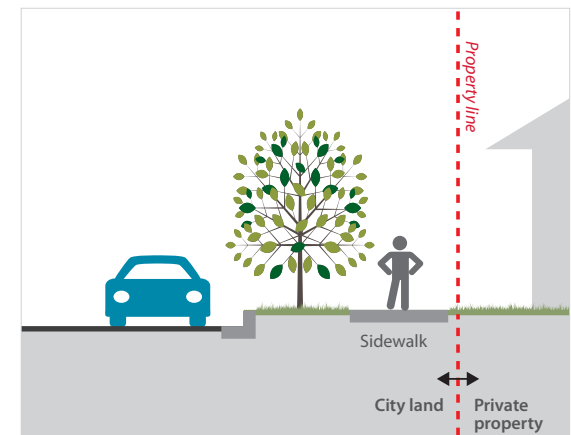 Property line
Sidewalk
City land
Private
property